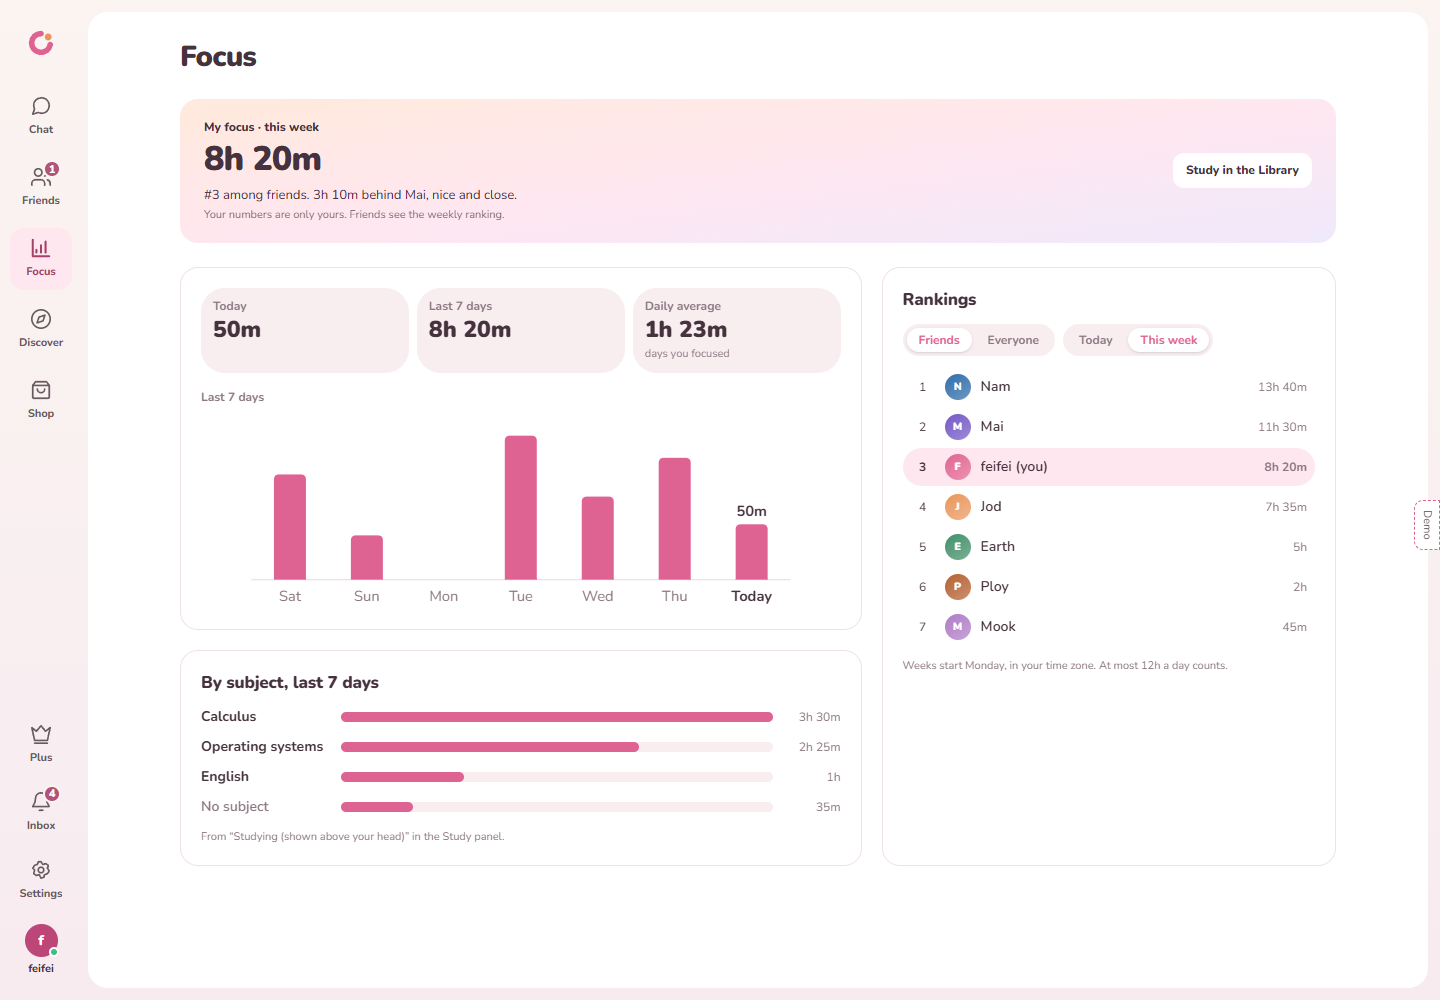 Focus
Chat
1
Friends
Focus
Discover
Shop
Plus
4
Inbox
Settings
f
feifei
My focus · this week
8h 20m
#3 among friends. 3h 10m behind Mai, nice and close.
Your numbers are only yours. Friends see the weekly ranking.
Study in the Library
Today
50m
Last 7 days
8h 20m
Daily average
1h 23m
days you focused
Last 7 days
50m
Sat Sun Mon Tue Wed Thu Today
By subject, last 7 days
Calculus 3h 30m
Operating systems 2h 25m
English 1h
No subject 35m
From “Studying (shown above your head)” in the Study panel.
Rankings
Friends Everyone Today This week
1 N Nam 13h 40m
2 M Mai 11h 30m
3 F feifei (you) 8h 20m
4 J Jod 7h 35m
5 E Earth 5h
6 P Ploy 2h
7 M Mook 45m
Weeks start Monday, in your time zone. At most 12h a day counts.
Demo